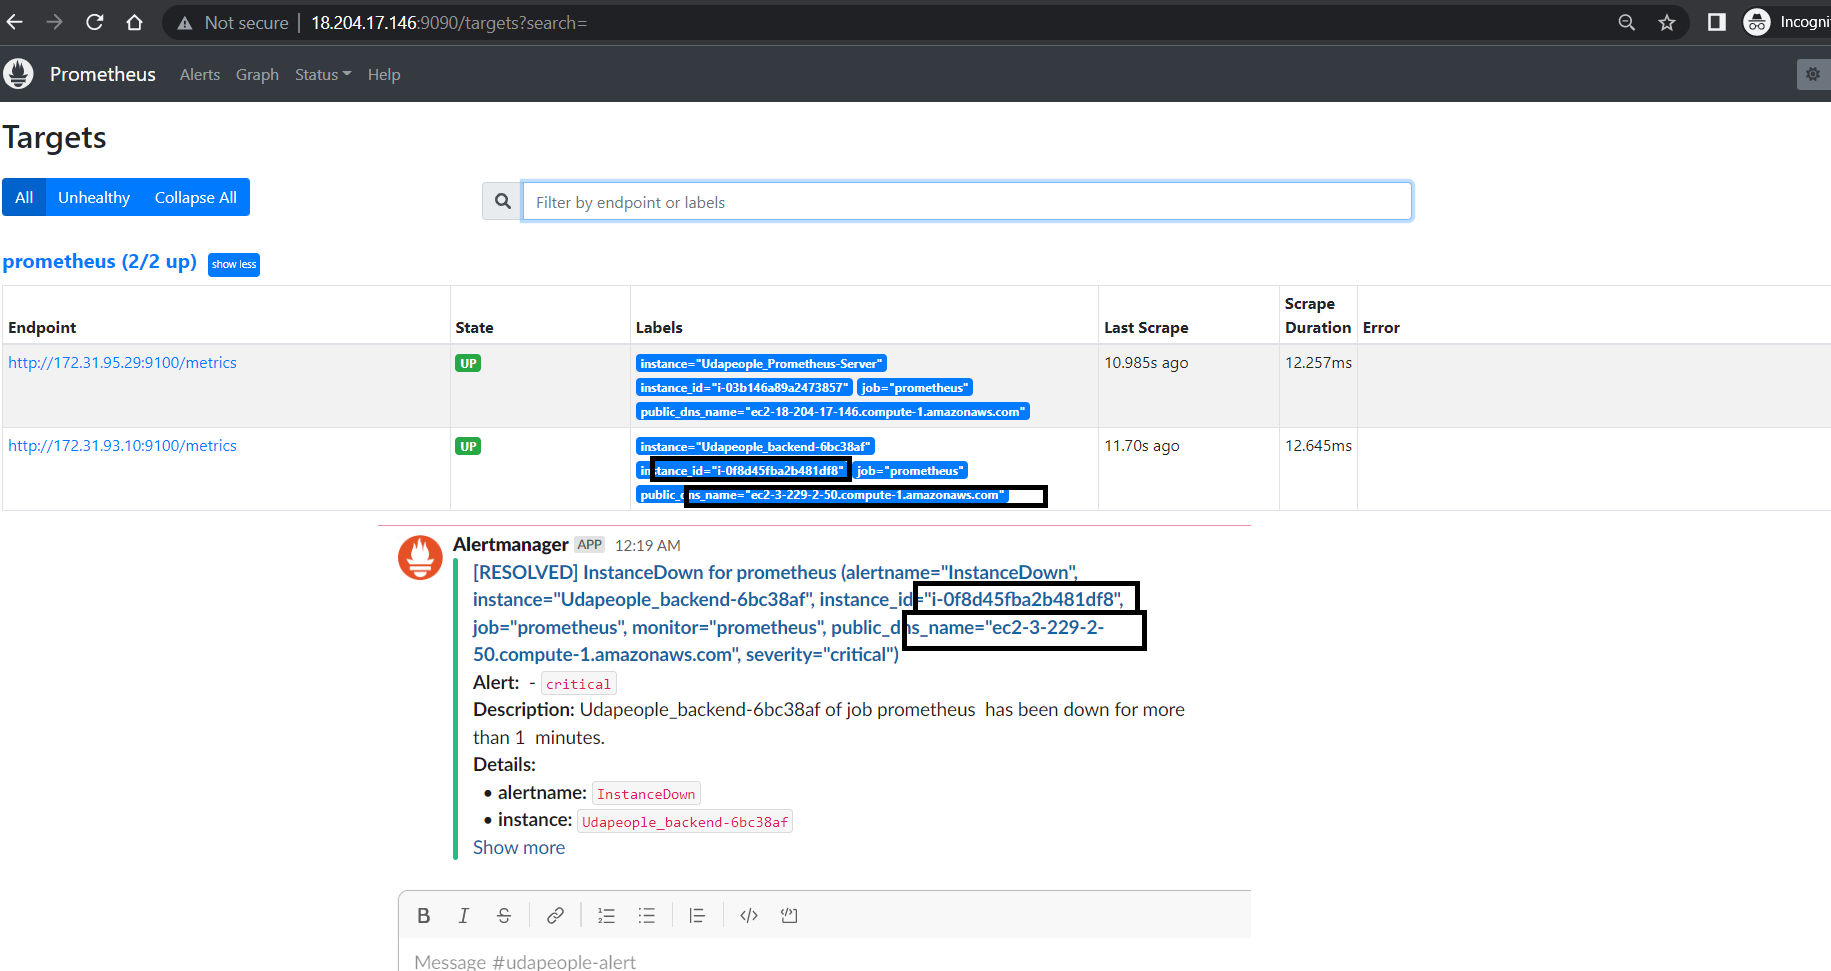 Not secure | 18.204.17.146:9090/targets?search=
Incogni
Prometheus Alerts Graph Status Help
Targets
All Unhealthy Collapse All
Filter by endpoint or labels
prometheus (2/2 up) show less
Endpoint State Labels Last Scrape Scrape Duration Error
http://172.31.95.29:9100/metrics UP instance="Udapeople_Prometheus-Server" 10.985s ago 12.257ms
instance_id="i-03b146a89a2473857" job="prometheus"
public_dns_name="ec2-18-204-17-146.compute-1.amazonaws.com"
http://172.31.93.10:9100/metrics UP instance="Udapeople_backend-6bc38af" 11.70s ago 12.645ms
instance_id="i-0f8d45fba2b481df8" job="prometheus"
public_dns_name="ec2-3-229-2-50.compute-1.amazonaws.com"
Alertmanager APP 12:19 AM
[RESOLVED] InstanceDown for prometheus (alertname="InstanceDown",
instance="Udapeople_backend-6bc38af", instance_id="i-0f8d45fba2b481df8",
job="prometheus", monitor="prometheus", public_dns_name="ec2-3-229-2-
50.compute-1.amazonaws.com", severity="critical")
Alert: - critical
Description: Udapeople_backend-6bc38af of job prometheus has been down for more
than 1 minutes.
Details:
• alertname: InstanceDown
• instance: Udapeople_backend-6bc38af
Show more
B I S
Message #udapeople-alert